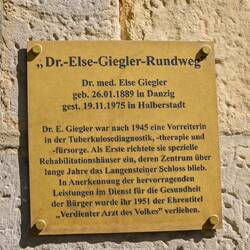 „Dr.-Else-Giegler-Rundweg“
Dr. med. Else Giegler
geb. 26.01.1889 in Danzig
gest. 19.11.1975 in Halberstadt
Dr. E. Giegler war nach 1945 eine Vorreiterin
in der Tuberkulosediagnostik, -therapie und
-fürsorge. Als Erste richtete sie spezielle
Rehabilitationshäuser ein, deren Zentrum über
lange Jahre das Langensteiner Schloss blieb.
In Anerkennung der hervorragenden
Leistungen im Dienst für die Gesundheit
der Bürger wurde ihr 1951 der Ehrentitel
„Verdienter Arzt des Volkes“ verliehen.